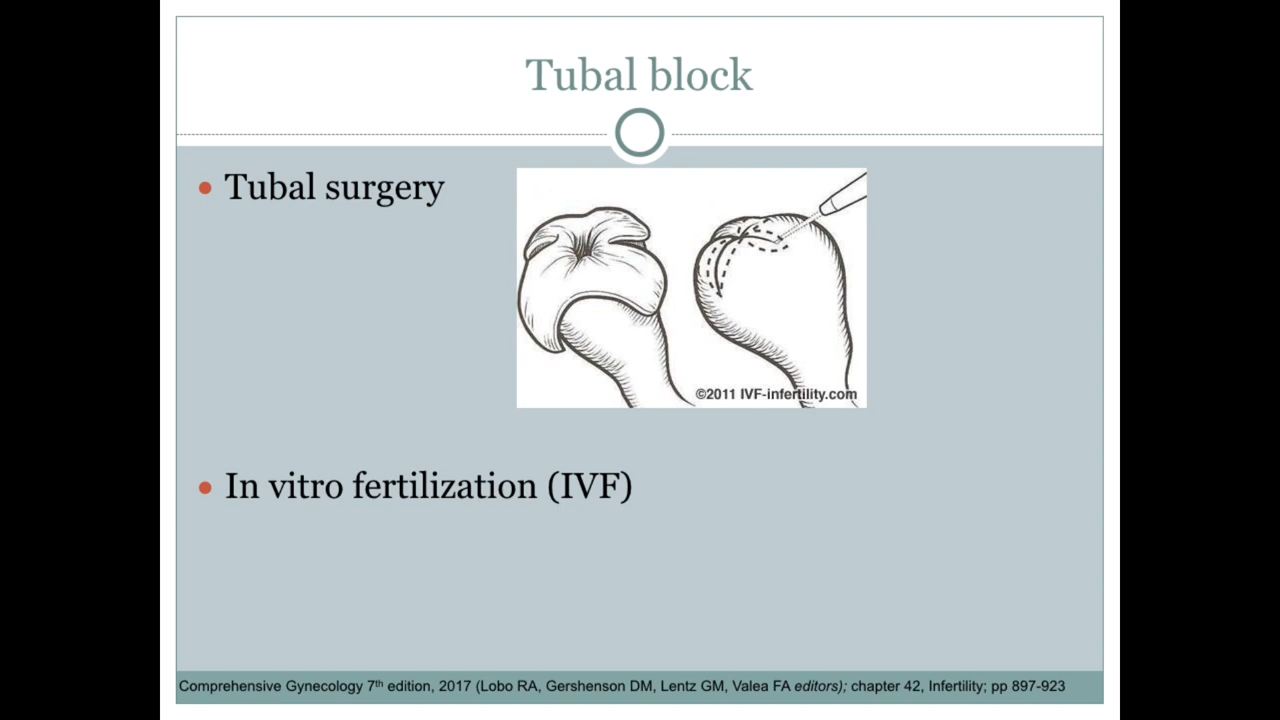 Tubal block
• Tubal surgery
©2011 IVF-infertility.com
• In vitro fertilization (IVF)
Comprehensive Gynecology 7th edition, 2017 (Lobo RA, Gershenson DM, Lentz GM, Valea FA editors); chapter 42, Infertility; pp 897-923